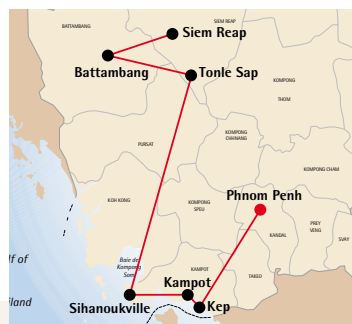 BATTAMBANG
SIEM REAP
Siem Reap
Battambang
Tonle Sap
KOMPONG
THOM
KOMPONG
CHHNANG
PURSAT
KOMPONG CHAM
KOH KONG
KOMPONG
SPEU
Phnom Penh
PREY
VENG
KANDAL
SVAY
Baie de
Kompong
Som
lf of
KAMPOT
TAKEO
Kampot
iland
Sihanoukville
Kep